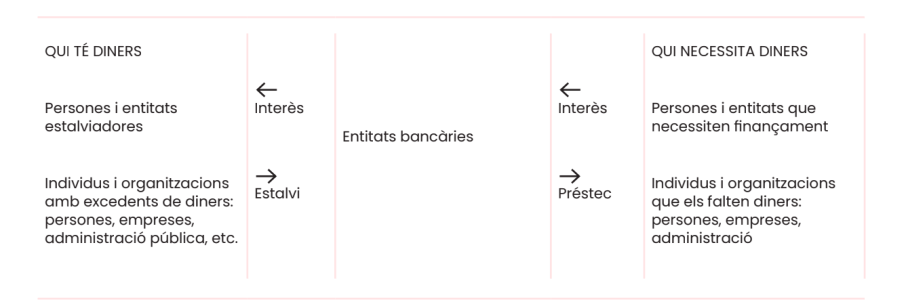 QUI TÉ DINERS
Persones i entitats
estalviadores
Individus i organitzacions
amb excedents de diners:
persones, empreses,
administració pública, etc.
←
Interès
→
Estalvi
Entitats bancàries
←
Interès
→
Préstec
QUI NECESSITA DINERS
Persones i entitats que
necessiten finançament
Individus i organitzacions
que els falten diners:
persones, empreses,
administració